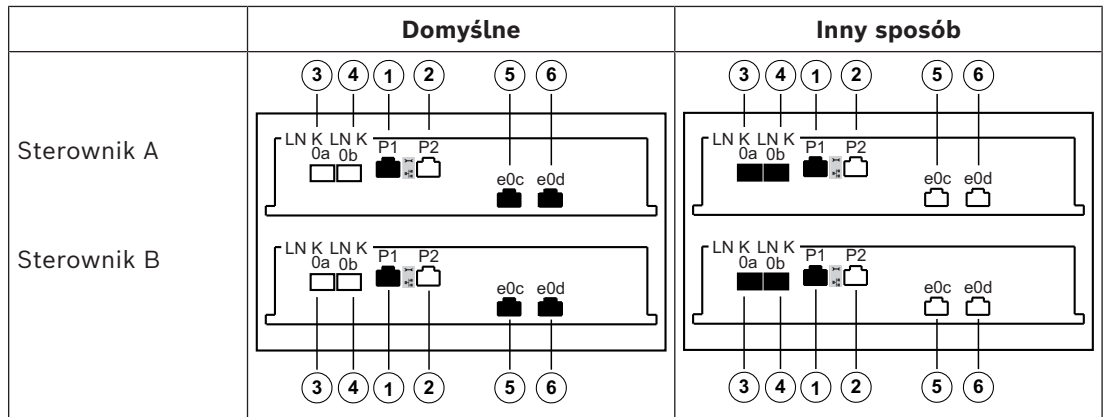 Domyślne Inny sposób
3 4 1 2 5 6 3 4 1 2 5 6
Sterownik A
LN K LN K P1 P2 LN K LN K P1 P2
0a 0b 0a 0b
e0c e0d e0c e0d
Sterownik B
LN K LN K P1 P2 LN K LN K P1 P2
0a 0b 0a 0b
e0c e0d e0c e0d
3 4 1 2 5 6 3 4 1 2 5 6